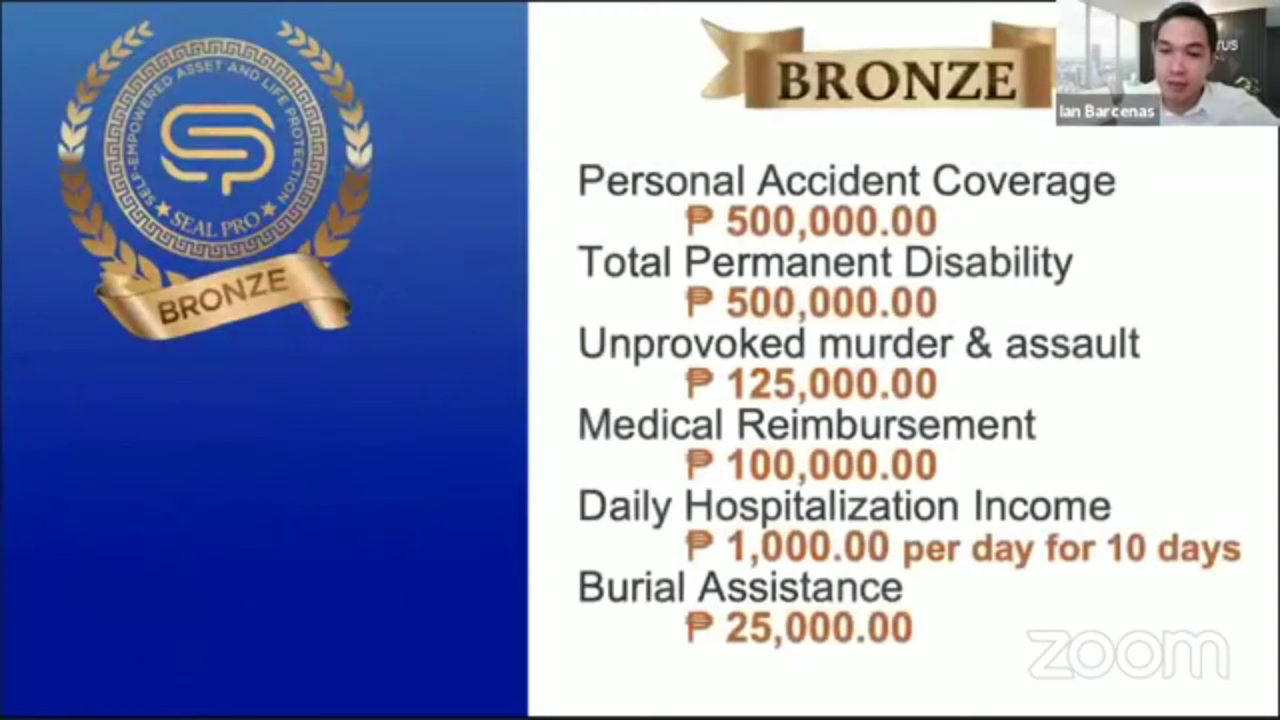 SELF-EMPOWERED ASSET AND LIFE PROTECTION
SEAL PRO
BRONZE
BRONZE
Ian Barcenas
Personal Accident Coverage
₱ 500,000.00
Total Permanent Disability
₱ 500,000.00
Unprovoked murder & assault
₱ 125,000.00
Medical Reimbursement
₱ 100,000.00
Daily Hospitalization Income
₱ 1,000.00 per day for 10 days
Burial Assistance
₱ 25,000.00
zoom